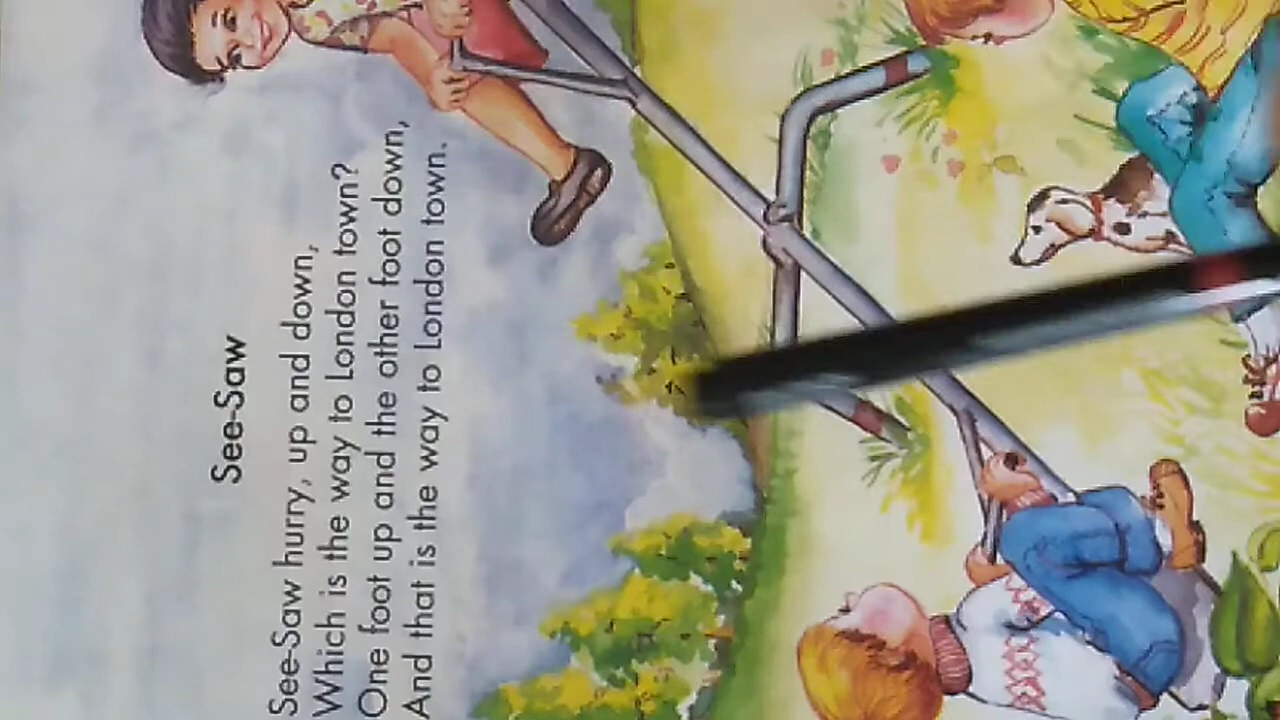 See-Saw
See-Saw hurry, up and down,
Which is the way to London town?
One foot up and the other foot down,
And that is the way to London town.